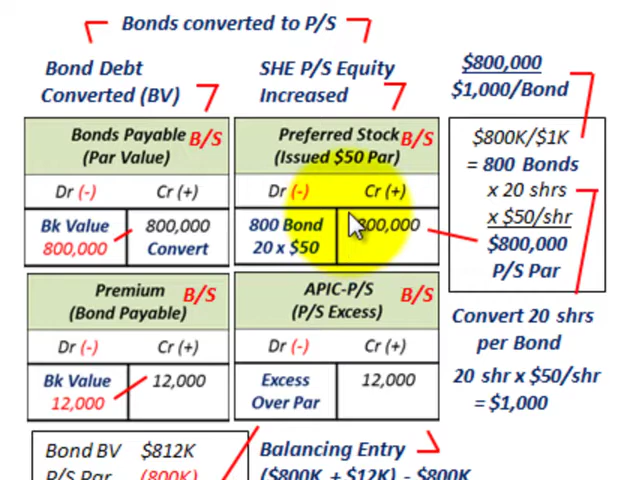 Bonds converted to P/S
Bond Debt
Converted (BV)
SHE P/S Equity
Increased
$800,000
$1,000/Bond
Bonds Payable B/S
(Par Value)
Dr (-) Cr (+)
Bk Value 800,000
800,000 Convert
Preferred Stock B/S
(Issued $50 Par)
Dr (-) Cr (+)
800 Bond 800,000
20 x $50
$800K/$1K
= 800 Bonds
x 20 shrs
x $50/shr
$800,000
P/S Par
Premium B/S
(Bond Payable)
Dr (-) Cr (+)
Bk Value 12,000
12,000
APIC-P/S B/S
(P/S Excess)
Dr (-) Cr (+)
Excess 12,000
Over Par
Convert 20 shrs
per Bond
20 shr x $50/shr
= $1,000
Bond BV $812K
P/S Par (800K)
Balancing Entry
($800K + $12K) - $800K